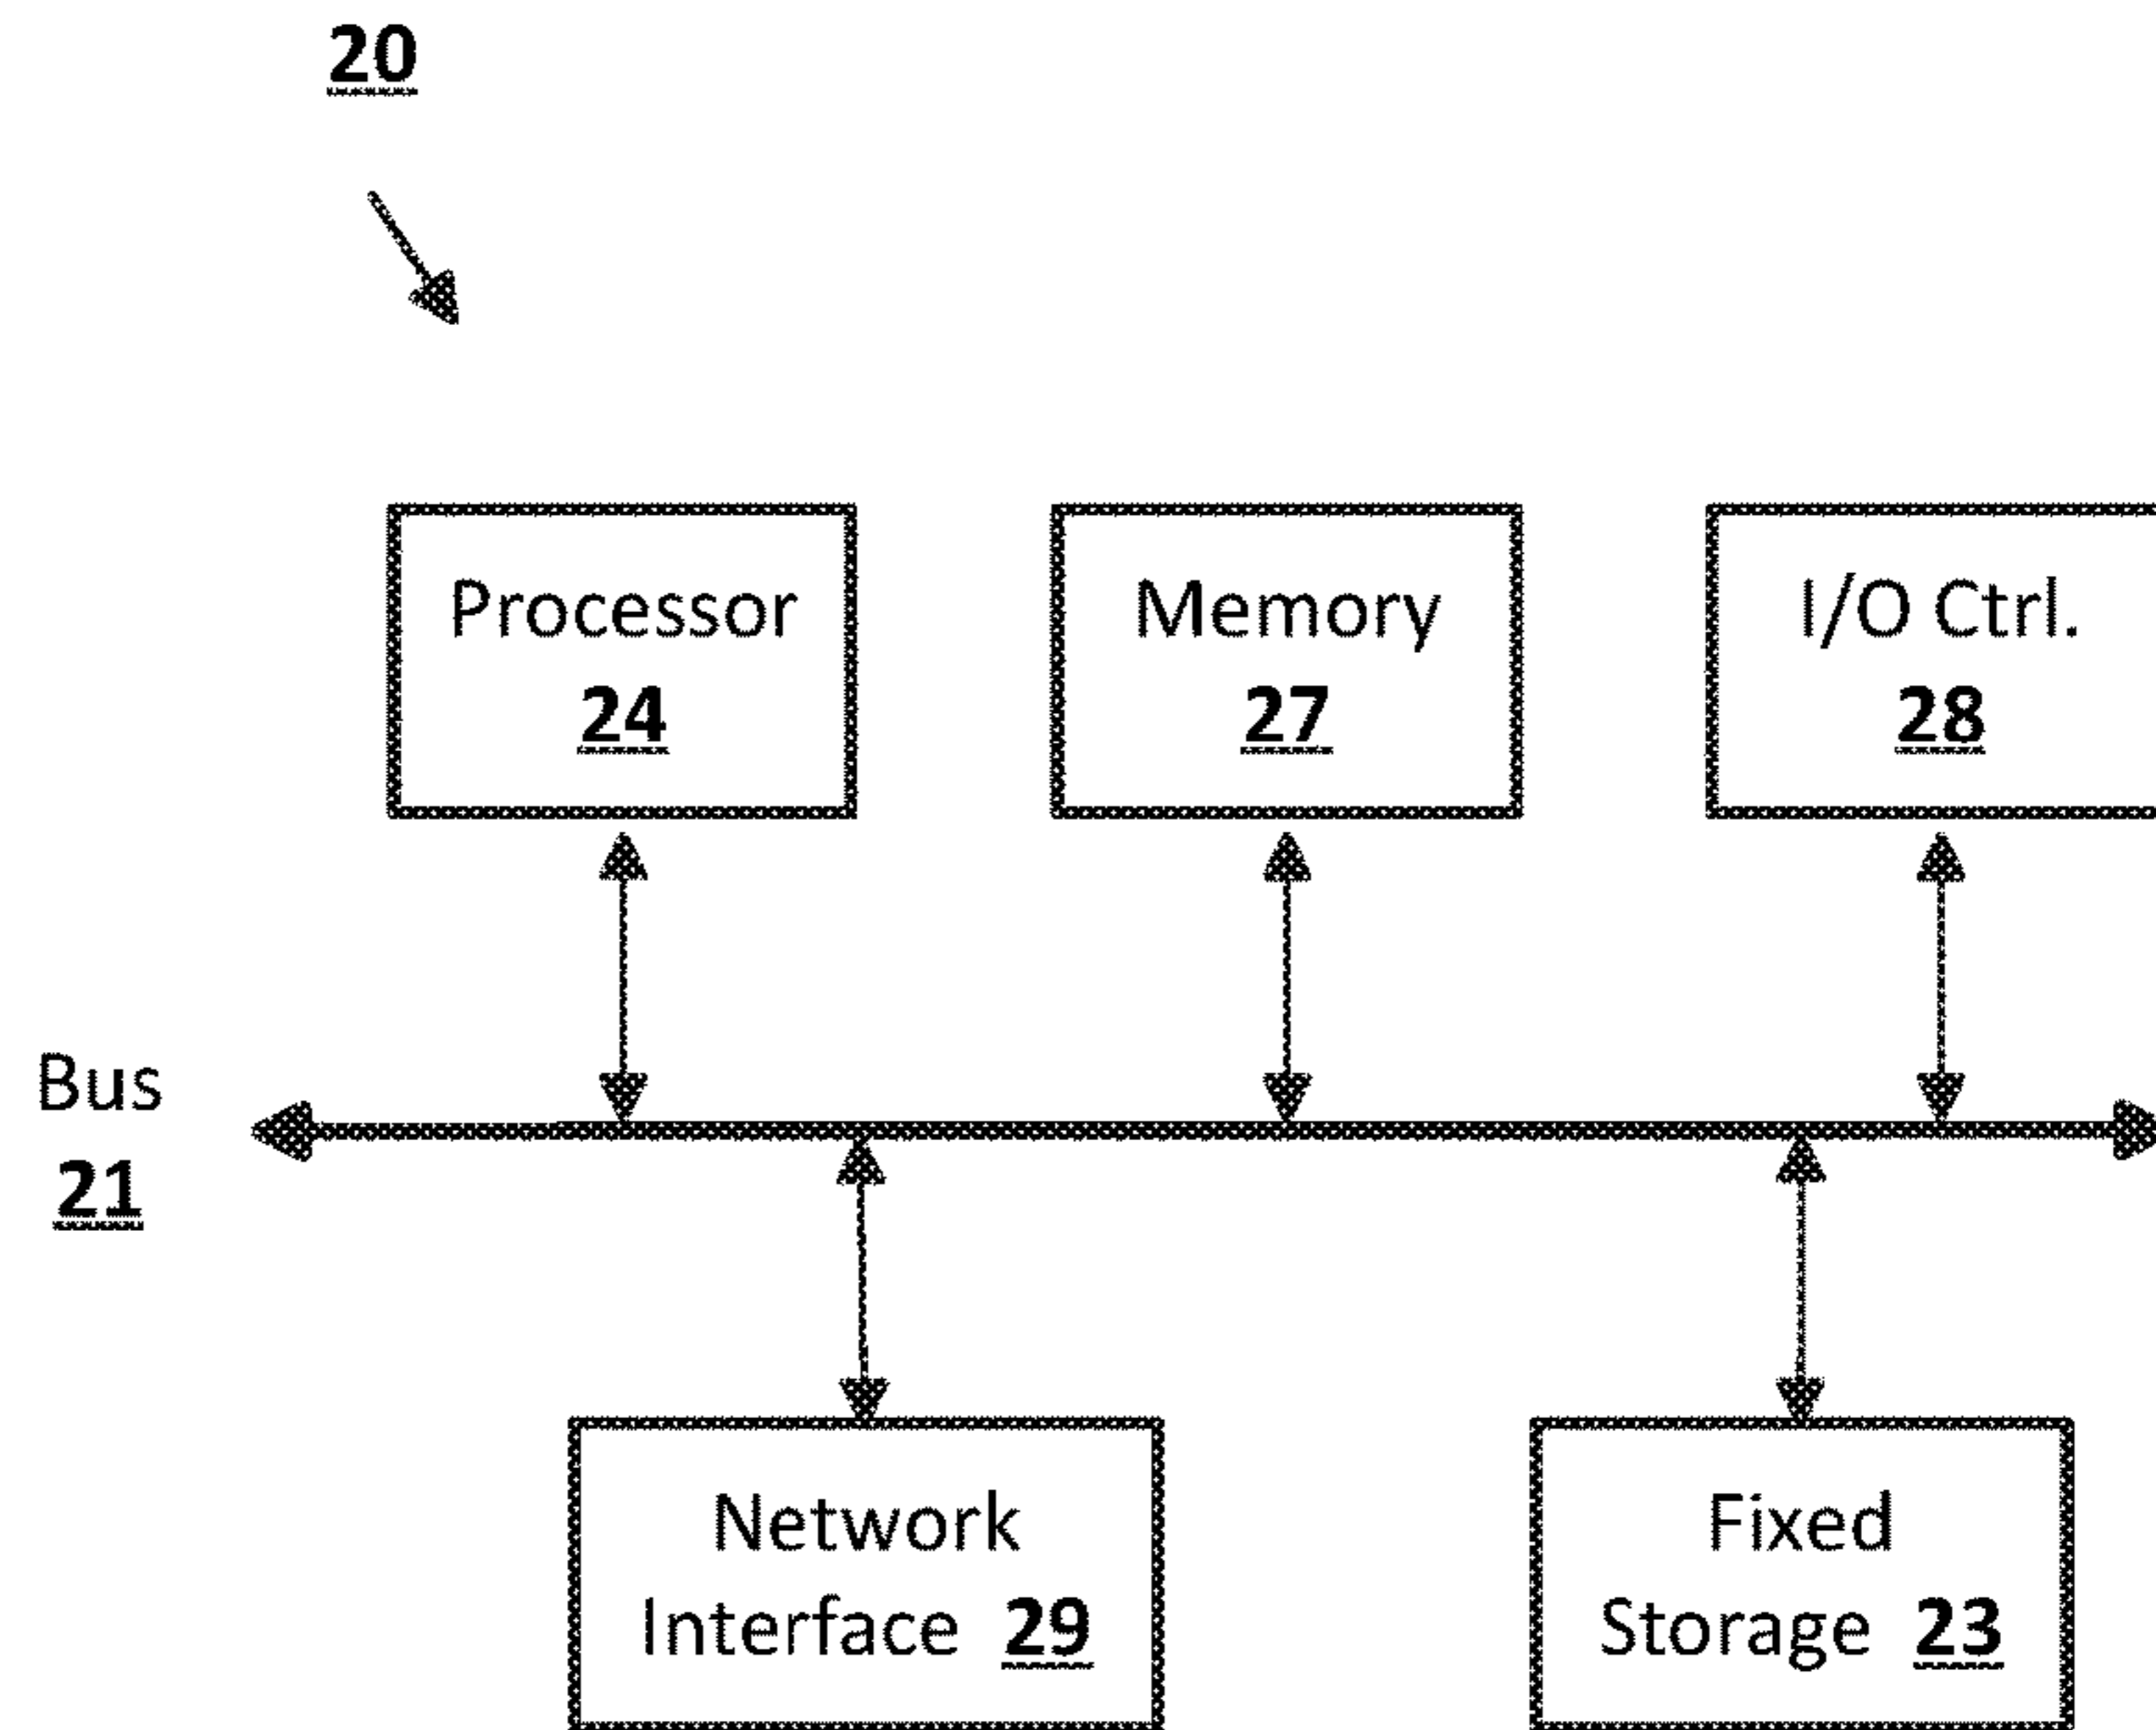 20
Processor
24
Memory
27
I/O Ctrl.
28
Bus
21
Network
Interface 29
Fixed
Storage 23